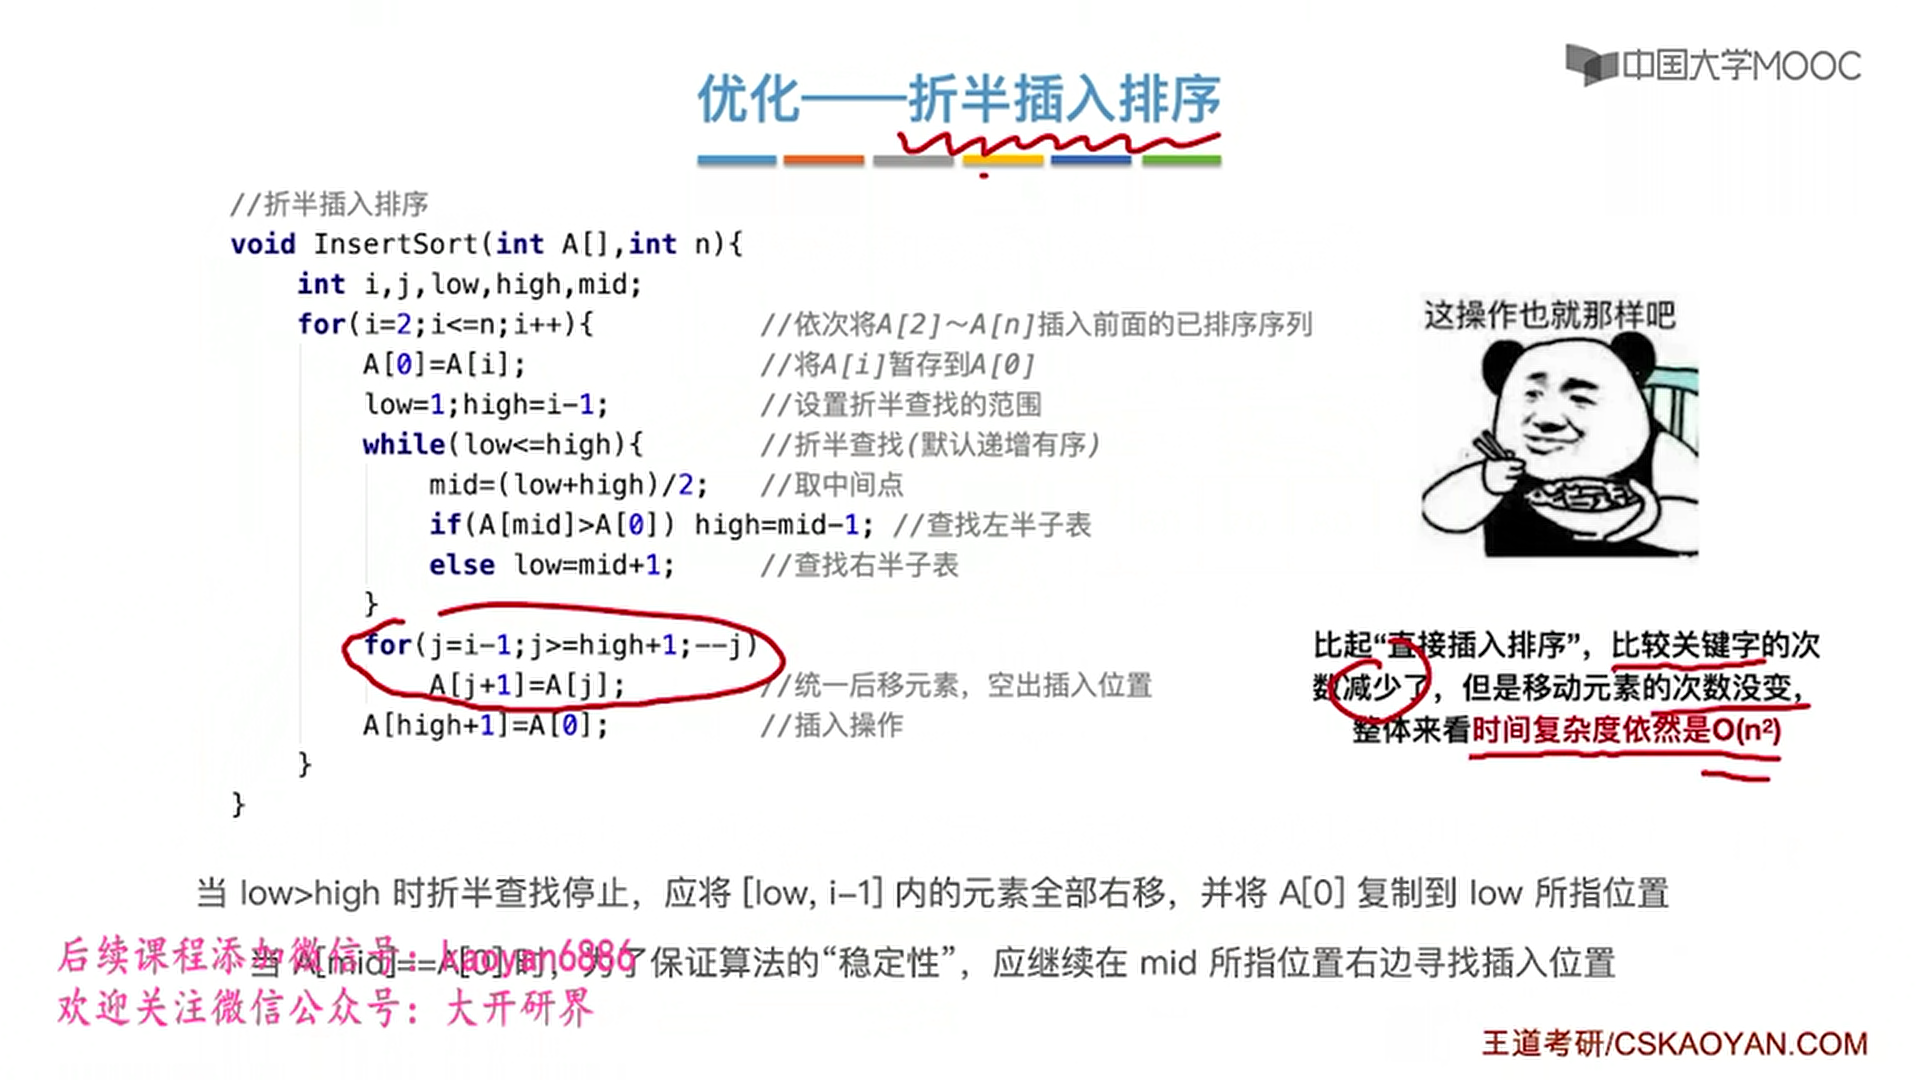 中国大学MOOC
优化——折半插入排序
//折半插入排序
void InsertSort(int A[],int n){
int i,j,low,high,mid;
for(i=2;i<=n;i++){ //依次将A[2]～A[n]插入前面的已排序序列
A[0]=A[i]; //将A[i]暂存到A[0]
low=1;high=i-1; //设置折半查找的范围
while(low<=high){ //折半查找(默认递增有序)
mid=(low+high)/2; //取中间点
if(A[mid]>A[0]) high=mid-1; //查找左半子表
else low=mid+1; //查找右半子表
}
for(j=i-1;j>=high+1;--j)
A[j+1]=A[j]; //统一后移元素，空出插入位置
A[high+1]=A[0]; //插入操作
}
}
这操作也就那样吧
比起“直接插入排序”，比较关键字的次
数减少了，但是移动元素的次数没变，
整体来看时间复杂度依然是O(n²)
当 low>high 时折半查找停止，应将 [low, i-1] 内的元素全部右移，并将 A[0] 复制到 low 所指位置
当 A[mid]==A[0] 时，为了保证算法的“稳定性”，应继续在 mid 所指位置右边寻找插入位置
后续课程添加微信号：kaoyan6886
欢迎关注微信公众号：大开研界
王道考研/CSKAOYAN.COM